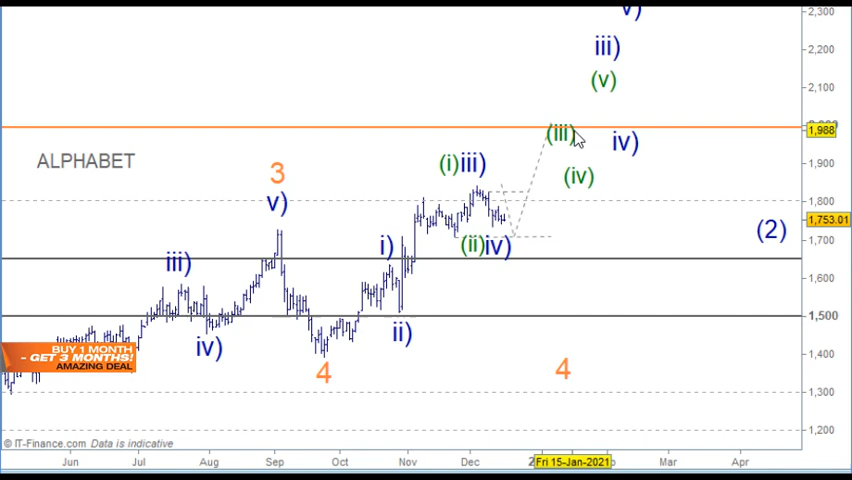 v)
2,300
iii)
2,200
(v)
2,100
(iii)
1,988
iv)
ALPHABET
(i)
iii)
1,900
3
(iv)
v)
1,800
1,753.01
(2)
i)
(ii)
iv)
1,700
iii)
1,600
1,500
ii)
iv)
BUY 1 MONTH
- GET 3 MONTHS!
AMAZING DEAL
1,400
4
4
1,300
1,200
© IT-Finance.com Data is indicative
Jun Jul Aug Sep Oct Nov Dec Fri 15-Jan-2021 Mar Apr